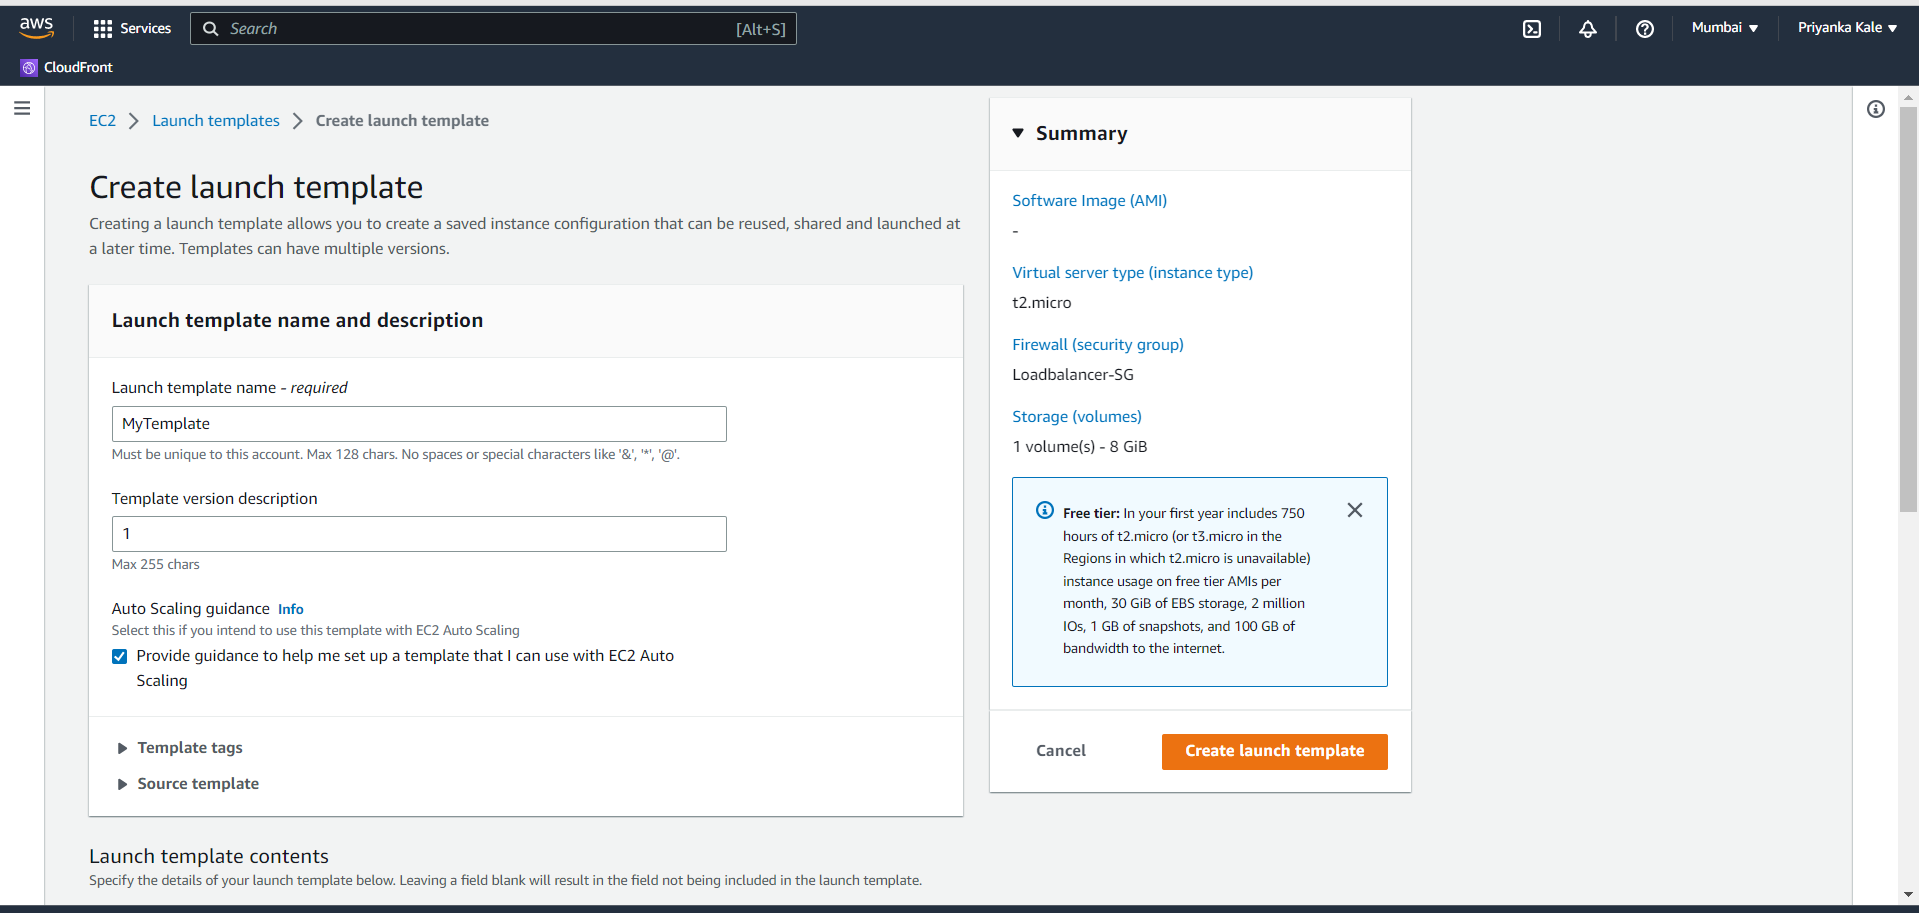 aws
Services
Search
[Alt+S]
Mumbai
Priyanka Kale
CloudFront
EC2
Launch templates
Create launch template
Create launch template
Creating a launch template allows you to create a saved instance configuration that can be reused, shared and launched at
a later time. Templates can have multiple versions.
Launch template name and description
Launch template name - required
MyTemplate
Must be unique to this account. Max 128 chars. No spaces or special characters like '&', '*', '@'.
Template version description
1
Max 255 chars
Auto Scaling guidance Info
Select this if you intend to use this template with EC2 Auto Scaling
Provide guidance to help me set up a template that I can use with EC2 Auto
Scaling
Template tags
Source template
Launch template contents
Specify the details of your launch template below. Leaving a field blank will result in the field not being included in the launch template.
Summary
Software Image (AMI)
-
Virtual server type (instance type)
t2.micro
Firewall (security group)
Loadbalancer-SG
Storage (volumes)
1 volume(s) - 8 GiB
Free tier: In your first year includes 750
hours of t2.micro (or t3.micro in the
Regions in which t2.micro is unavailable)
instance usage on free tier AMIs per
month, 30 GiB of EBS storage, 2 million
IOs, 1 GB of snapshots, and 100 GB of
bandwidth to the internet.
Cancel
Create launch template